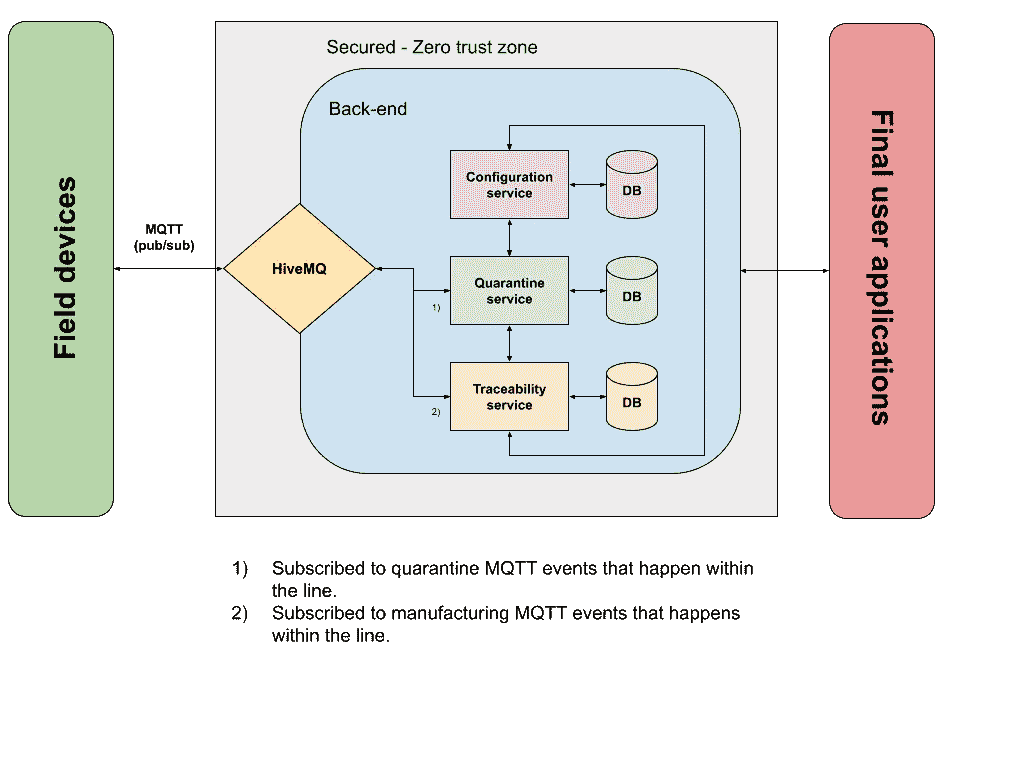 Secured - Zero trust zone
Back-end
Field devices
MQTT
(pub/sub)
HiveMQ
Configuration
service
DB
Quarantine
service
DB
1)
Traceability
service
DB
2)
Final user applications
1) Subscribed to quarantine MQTT events that happen within
the line.
2) Subscribed to manufacturing MQTT events that happens
within the line.